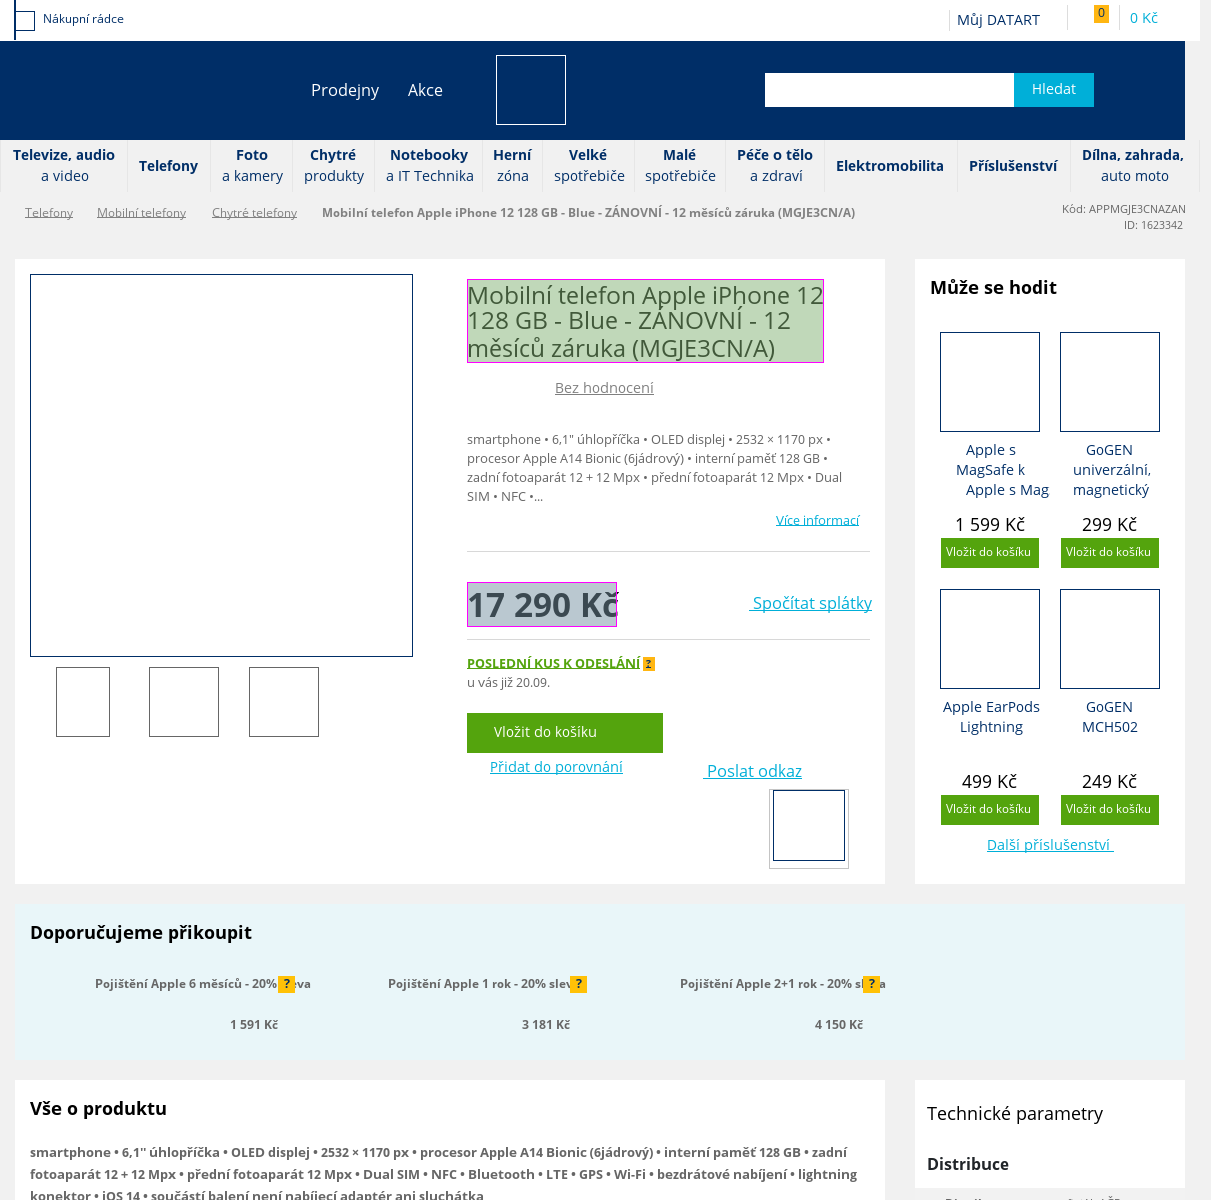 Nákupní rádce
Můj DATART
0
0 Kč
Prodejny
Akce
Hledat
Televize, audio
a video
Telefony
Foto
a kamery
Chytré
produkty
Notebooky
a IT Technika
Herní
zóna
Velké
spotřebiče
Malé
spotřebiče
Péče o tělo
a zdraví
Elektromobilita
Příslušenství
Dílna, zahrada,
auto moto
Telefony
Mobilní telefony
Chytré telefony
Mobilní telefon Apple iPhone 12 128 GB - Blue - ZÁNOVNÍ - 12 měsíců záruka (MGJE3CN/A)
Kód: APPMGJE3CNAZAN
ID: 1623342
Mobilní telefon Apple iPhone 12
128 GB - Blue - ZÁNOVNÍ - 12
měsíců záruka (MGJE3CN/A)
Bez hodnocení
smartphone • 6,1" úhlopříčka • OLED displej • 2532 × 1170 px •
procesor Apple A14 Bionic (6jádrový) • interní paměť 128 GB •
zadní fotoaparát 12 + 12 Mpx • přední fotoaparát 12 Mpx • Dual
SIM • NFC •...
Více informací
17 290 Kč
Spočítat splátky
POSLEDNÍ KUS K ODESLÁNÍ ?
u vás již 20.09.
Vložit do košíku
Přidat do porovnání
Poslat odkaz
Může se hodit
Apple s
MagSafe k
Apple s Mag
1 599 Kč
Vložit do košíku
GoGEN
univerzální,
magnetický
299 Kč
Vložit do košíku
Apple EarPods
Lightning
499 Kč
Vložit do košíku
GoGEN
MCH502
249 Kč
Vložit do košíku
Další příslušenství
Doporučujeme přikoupit
Pojištění Apple 6 měsíců - 20% ?
1 591 Kč
Pojištění Apple 1 rok - 20% ?
3 181 Kč
Pojištění Apple 2+1 rok - 20% ?
4 150 Kč
Vše o produktu
smartphone • 6,1'' úhlopříčka • OLED displej • 2532 × 1170 px • procesor Apple A14 Bionic (6jádrový) • interní paměť 128 GB • zadní
fotoaparát 12 + 12 Mpx • přední fotoaparát 12 Mpx • Dual SIM • NFC • Bluetooth • LTE • GPS • Wi-Fi • bezdrátové nabíjení • lightning
konektor • iOS 14 • součástí balení není nabíjecí adaptér ani sluchátka
Technické parametry
Distribuce